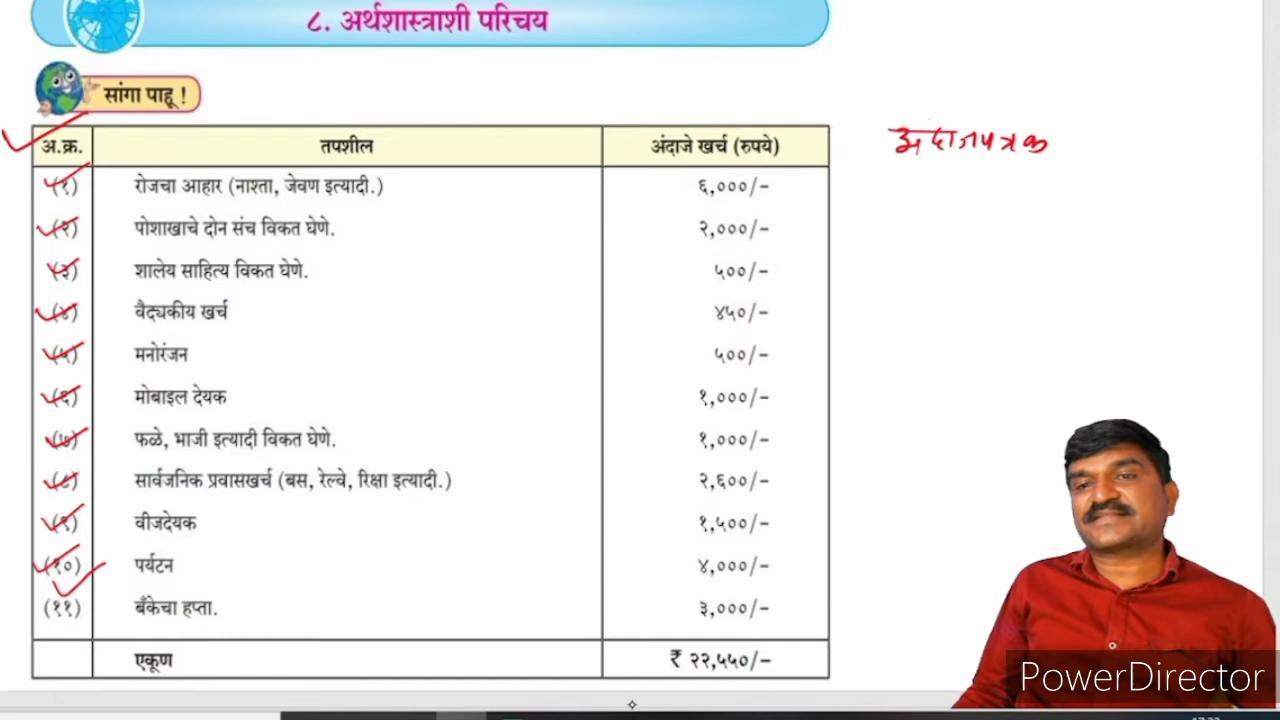 ८. अर्थशास्त्राशी परिचय
सांगा पाहू !
अ.क्र. तपशील अंदाजे खर्च (रुपये)
अंदाजपत्रक
(१) रोजचा आहार (नाश्ता, जेवण इत्यादी.) ६,०००/-
(२) पोशाखाचे दोन संच विकत घेणे. २,०००/-
(३) शालेय साहित्य विकत घेणे. ५००/-
(४) वैद्यकीय खर्च ४५०/-
(५) मनोरंजन ५००/-
(६) मोबाइल देयक १,०००/-
(७) फळे, भाजी इत्यादी विकत घेणे. १,०००/-
(८) सार्वजनिक प्रवासखर्च (बस, रेल्वे, रिक्षा इत्यादी.) २,६००/-
(९) वीजदेयक १,५००/-
(१०) पर्यटन ४,०००/-
(११) बँकेचा हप्ता. ३,०००/-
एकूण ₹ २२,५५०/-
PowerDirector